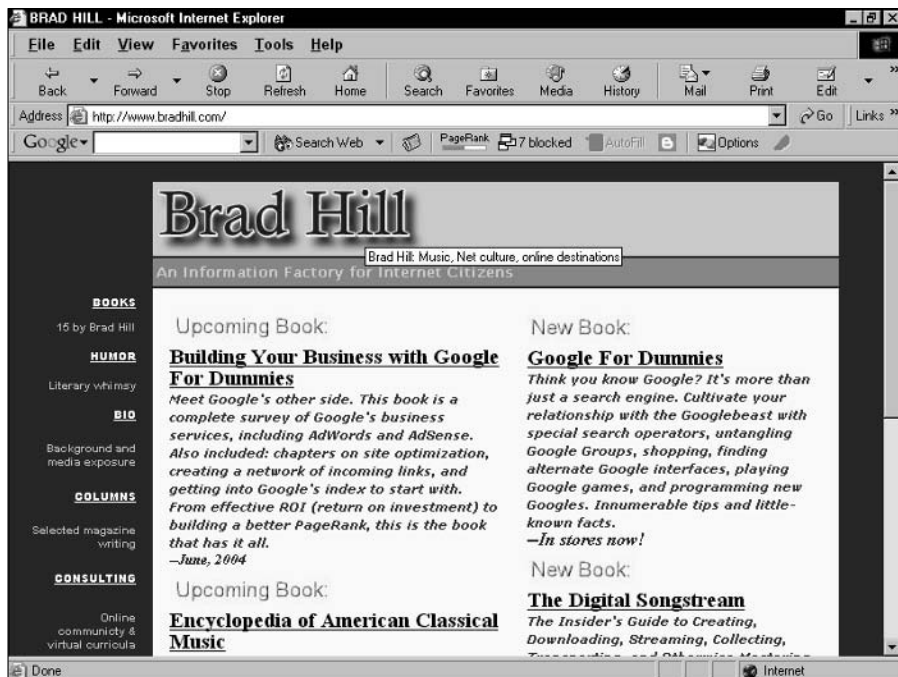 BRAD HILL - Microsoft Internet Explorer
File Edit View Favorites Tools Help
Back Forward Stop Refresh Home Search Favorites Media History Mail Print Edit
Address http://www.bradhill.com/ Go Links
Google Search Web PageRank 7 blocked AutoFill Options
Brad Hill
Brad Hill: Music, Net culture, online destinations
An Information Factory for Internet Citizens
BOOKS
15 by Brad Hill
HUMOR
Literary whimsy
BIO
Background and
media exposure
COLUMNS
Selected magazine
writing
CONSULTING
Online
communicty &
virtual curricula
Upcoming Book:
Building Your Business with Google
For Dummies
Meet Google's other side. This book is a
complete survey of Google's business
services, including AdWords and AdSense.
Also included: chapters on site optimization,
creating a network of incoming links, and
getting into Google's index to start with.
From effective ROI (return on investment) to
building a better PageRank, this is the book
that has it all.
—June, 2004
Upcoming Book:
Encyclopedia of American Classical
Music
New Book:
Google For Dummies
Think you know Google? It's more than
just a search engine. Cultivate your
relationship with the Googlebeast with
special search operators, untangling
Google Groups, shopping, finding
alternate Google interfaces, playing
Google games, and programming new
Googles. Innumerable tips and little-
known facts.
—In stores now!
New Book:
The Digital Songstream
The Insider's Guide to Creating,
Downloading, Streaming, Collecting,
Done
Internet